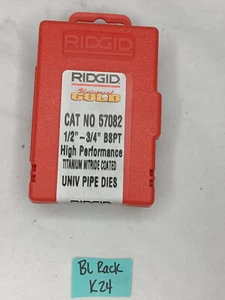 RIDGID
RIDGID
Universal
GOLD
CAT NO 57082
1/2" - 3/4" BSPT
High Performance
TITANIUM NITRIDE COATED
UNIV PIPE DIES
RIDGID
BL Rack
K24